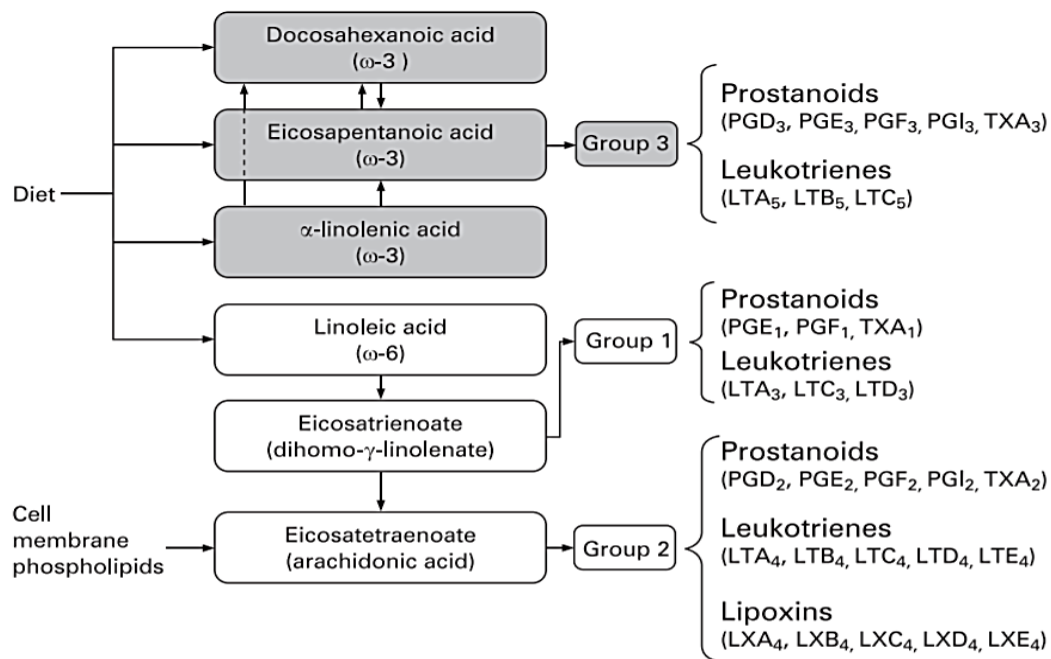 Docosahexanoic acid
(ω-3 )
Eicosapentanoic acid
(ω-3)
Group 3
Prostanoids
(PGD₃, PGE₃, PGF₃, PGI₃, TXA₃)
Leukotrienes
(LTA₅, LTB₅, LTC₅)
Diet
α-linolenic acid
(ω-3)
Linoleic acid
(ω-6)
Group 1
Prostanoids
(PGE₁, PGF₁, TXA₁)
Leukotrienes
(LTA₃, LTC₃, LTD₃)
Eicosatrienoate
(dihomo-γ-linolenate)
Cell
membrane
phospholipids
Eicosatetraenoate
(arachidonic acid)
Group 2
Prostanoids
(PGD₂, PGE₂, PGF₂, PGI₂, TXA₂)
Leukotrienes
(LTA₄, LTB₄, LTC₄, LTD₄, LTE₄)
Lipoxins
(LXA₄, LXB₄, LXC₄, LXD₄, LXE₄)